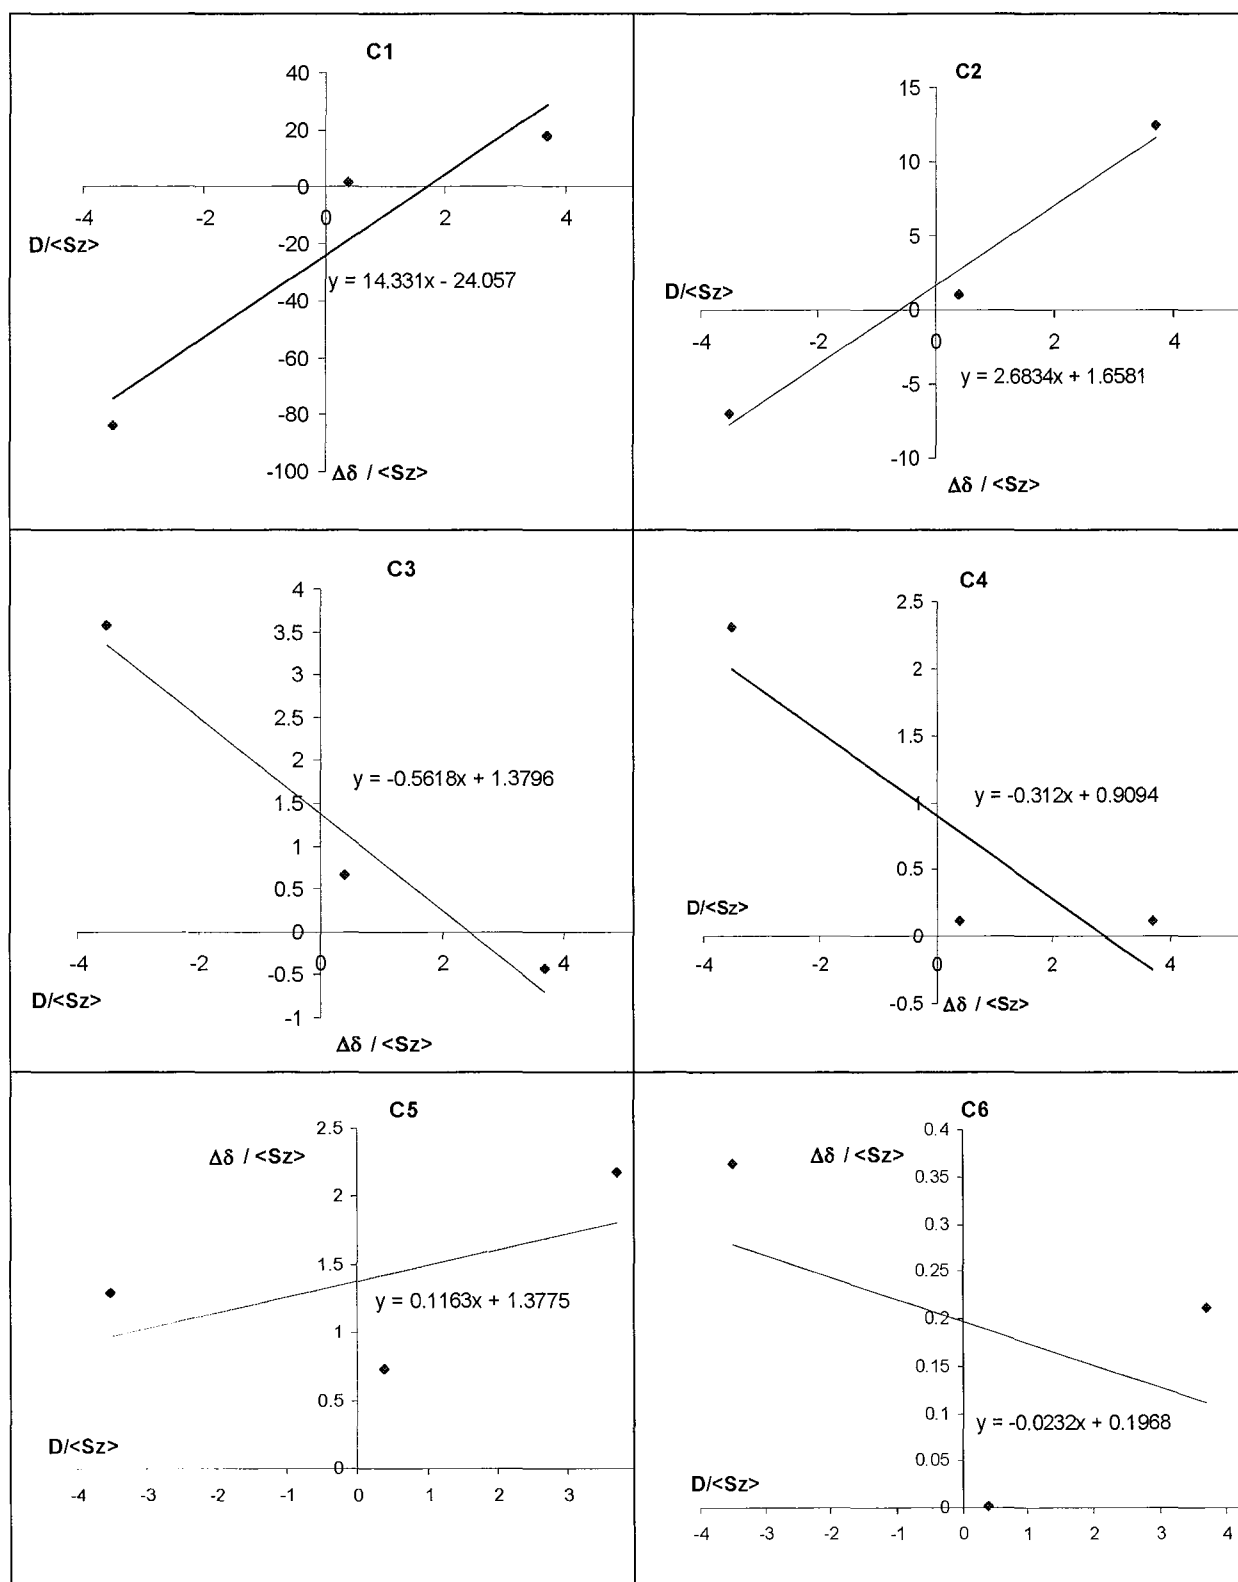 C1
40
20
0
-4 -2 0 2 4
D/<Sz>
-20
y = 14.331x - 24.057
-40
-60
-80
-100
Δδ / <Sz>
C2
15
10
5
D/<Sz>
0
-4 -2 0 2 4
y = 2.6834x + 1.6581
-5
-10
Δδ / <Sz>
C3
4
3.5
3
2.5
2
y = -0.5618x + 1.3796
1.5
1
0.5
0
-4 -2 0 2 4
-0.5
D/<Sz>
-1
Δδ / <Sz>
C4
2.5
2
1.5
y = -0.312x + 0.9094
1
0.5
D/<Sz>
0
-4 -2 0 2 4
-0.5
Δδ / <Sz>
C5
2.5
Δδ / <Sz>
2
1.5
y = 0.1163x + 1.3775
1
0.5
D/<Sz>
0
-4 -3 -2 -1 0 1 2 3
C6
0.4
Δδ / <Sz>
0.35
0.3
0.25
0.2
0.15
0.1
y = -0.0232x + 0.1968
0.05
D/<Sz>
0
-4 -3 -2 -1 0 1 2 3 4